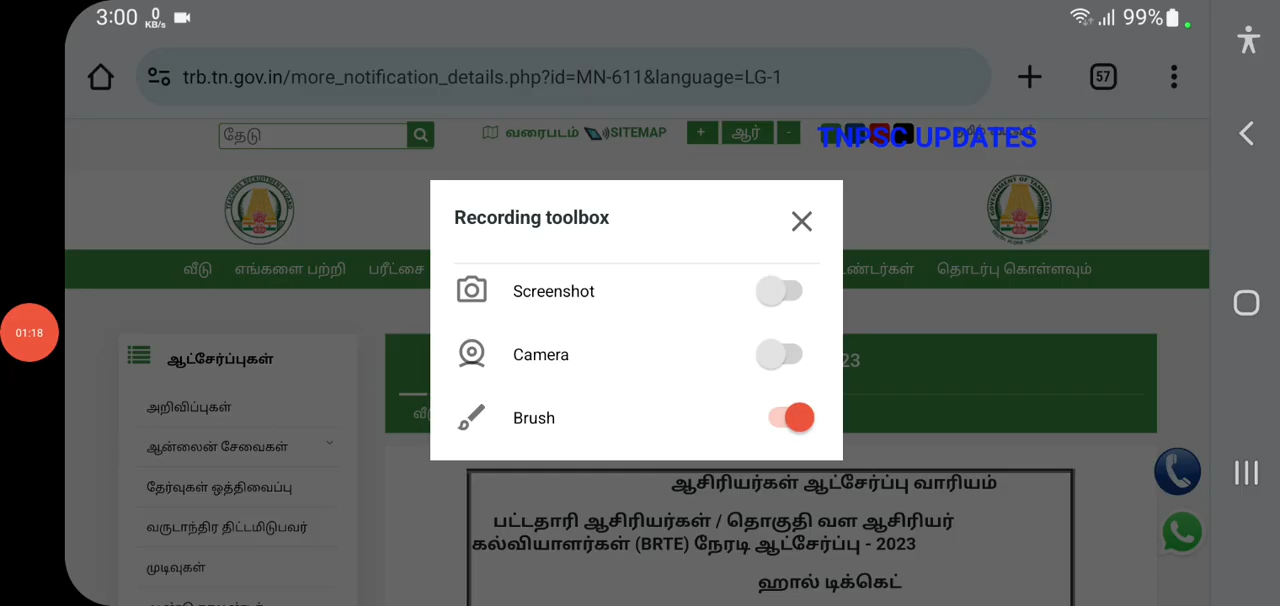 3:00 0 KB/s 99%
trb.tn.gov.in/more_notification_details.php?id=MN-611&language=LG-1 57
தேடு வரைபடம் SITEMAP + ஆர் - TNPSC UPDATES
Recording toolbox
வீடு எங்களை பற்றி பரீட்சை தொடர்பு கொள்ளவும்
Screenshot
01:18
Camera
ஆட்சேர்ப்புகள் 23
அறிவிப்புகள்
Brush
ஆன்லைன் சேவைகள்
தேர்வுகள் ஒத்திவைப்பு
வருடாந்திர திட்டமிடுபவர்
முடிவுகள்
ஆசிரியர்கள் ஆட்சேர்ப்பு வாரியம்
பட்டதாரி ஆசிரியர்கள் / தொகுதி வள ஆசிரியர்
கல்வியாளர்கள் (BRTE) நேரடி ஆட்சேர்ப்பு - 2023
ஹால் டிக்கெட்